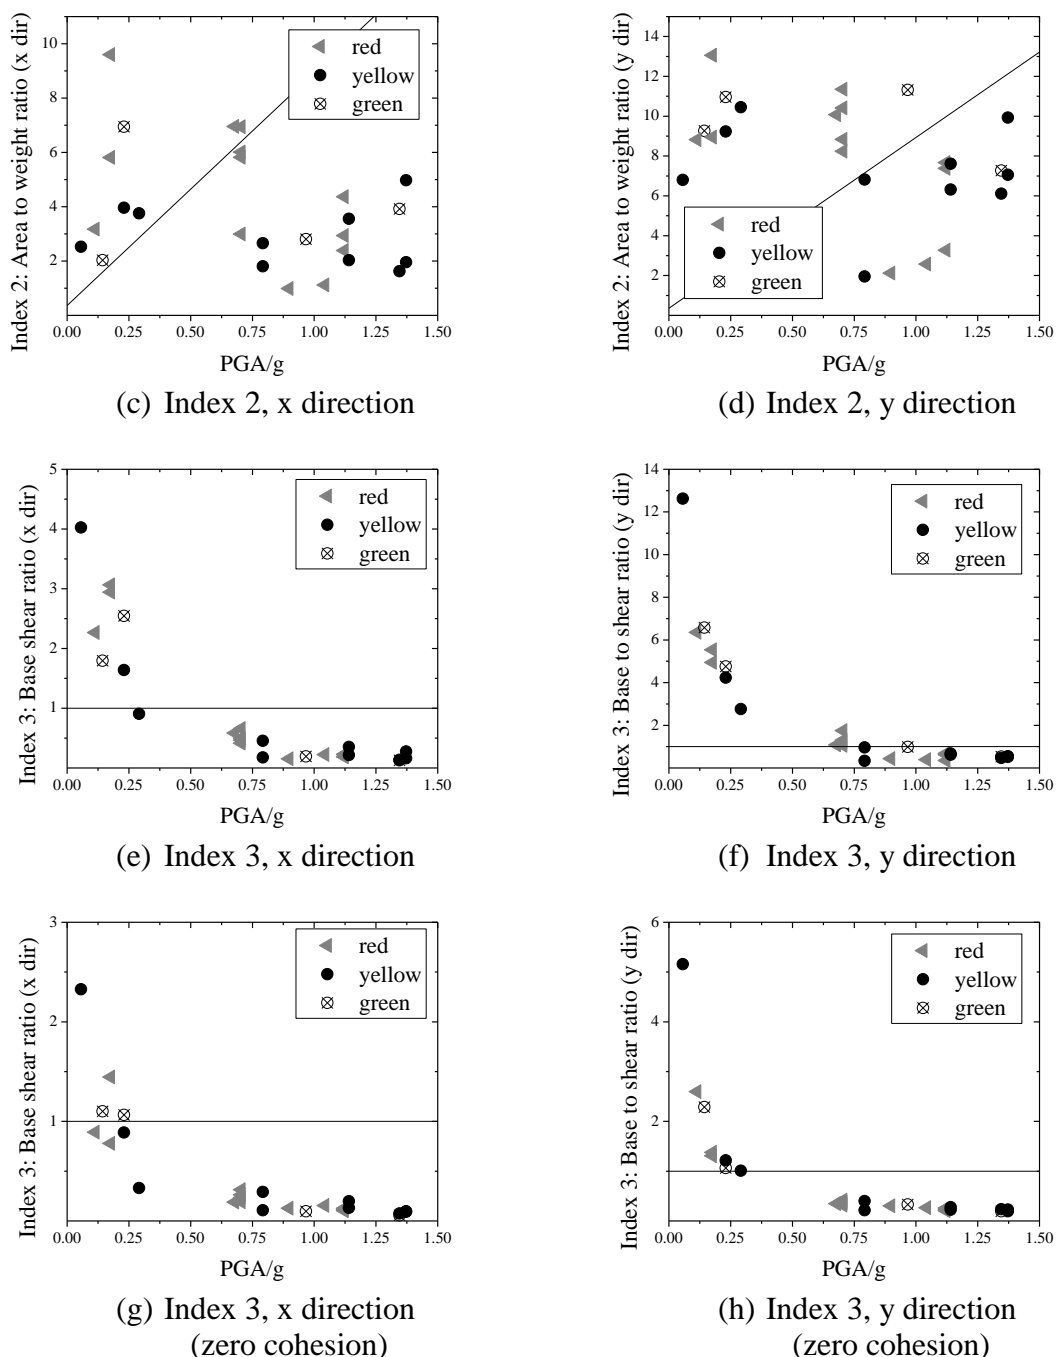 Index 2: Area to weight ratio (x dir)
10
8
6
4
2
0.00 0.25 0.50 0.75 1.00 1.25 1.50
PGA/g
red
yellow
green
(c) Index 2, x direction
Index 2: Area to weight ratio (y dir)
14
12
10
8
6
4
2
0.00 0.25 0.50 0.75 1.00 1.25 1.50
PGA/g
red
yellow
green
(d) Index 2, y direction
Index 3: Base shear ratio (x dir)
5
4
3
2
1
0.00 0.25 0.50 0.75 1.00 1.25 1.50
PGA/g
red
yellow
green
(e) Index 3, x direction
Index 3: Base to shear ratio (y dir)
14
12
10
8
6
4
2
0.00 0.25 0.50 0.75 1.00 1.25 1.50
PGA/g
red
yellow
green
(f) Index 3, y direction
Index 3: Base shear ratio (x dir)
3
2
1
0.00 0.25 0.50 0.75 1.00 1.25 1.50
PGA/g
red
yellow
green
(g) Index 3, x direction
(zero cohesion)
Index 3: Base to shear ratio (y dir)
6
4
2
0.00 0.25 0.50 0.75 1.00 1.25 1.50
PGA/g
red
yellow
green
(h) Index 3, y direction
(zero cohesion)